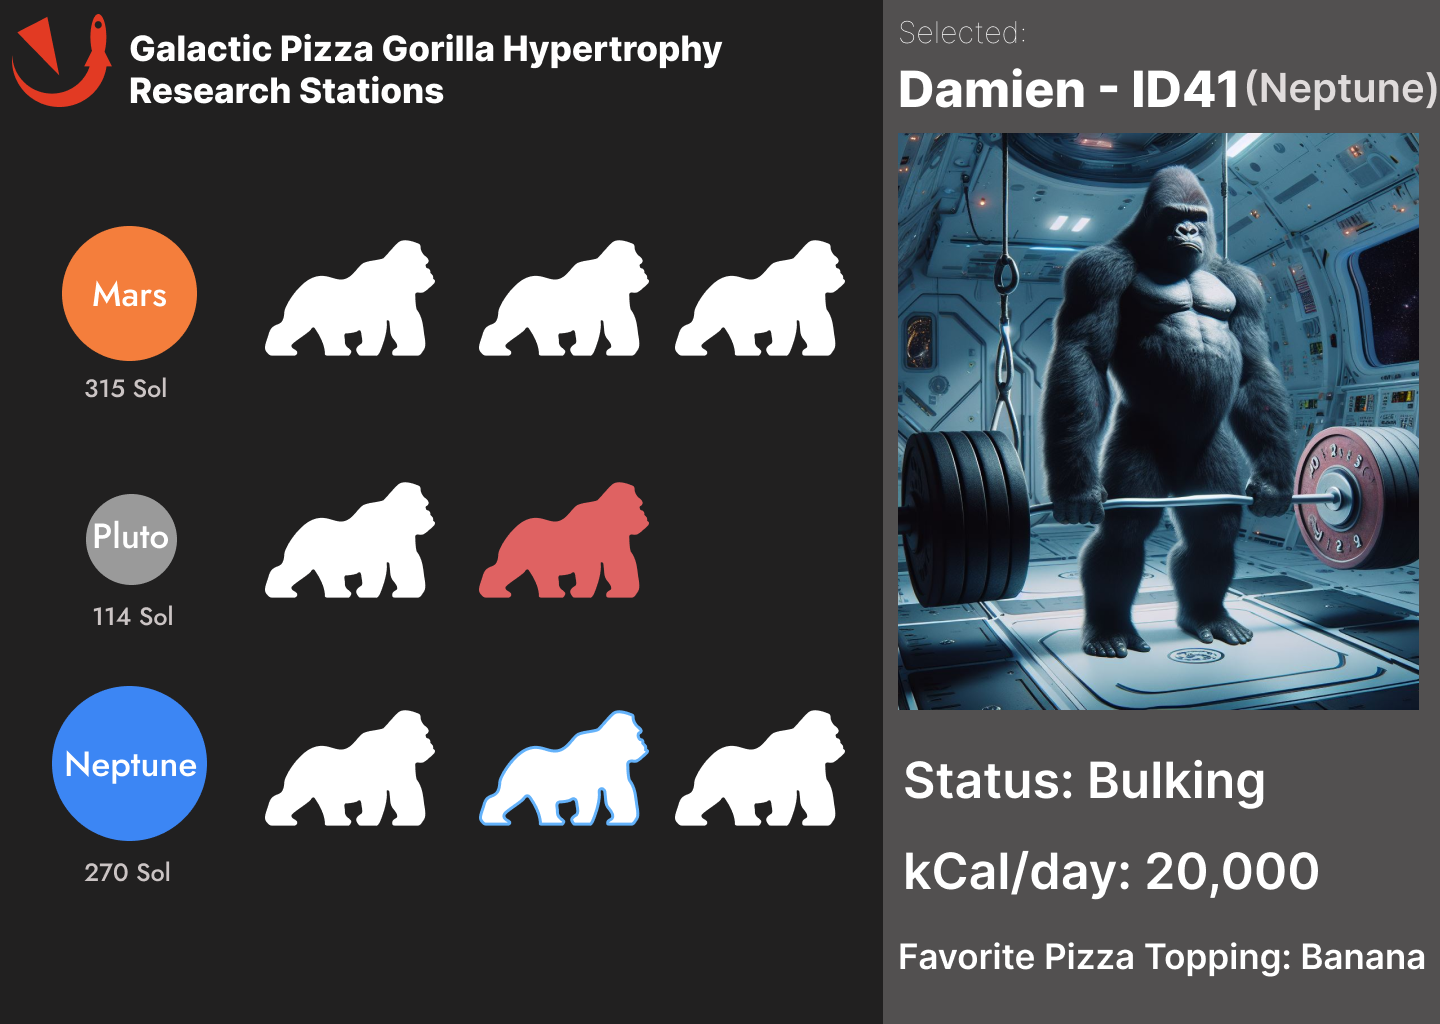 Galactic Pizza Gorilla Hypertrophy
Research Stations
Mars
315 Sol
Pluto
114 Sol
Neptune
270 Sol
Selected:
Damien - ID41 (Neptune)
Status: Bulking
kCal/day: 20,000
Favorite Pizza Topping: Banana